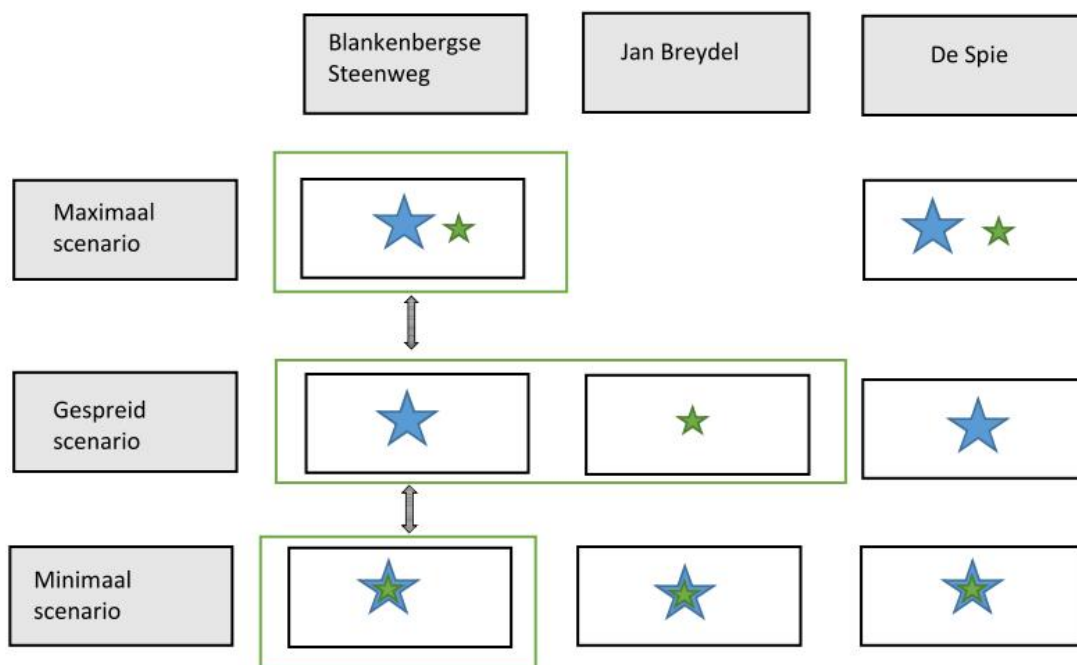 Blankenbergse
Steenweg
Jan Breydel
De Spie
Maximaal
scenario
Gespreid
scenario
Minimaal
scenario